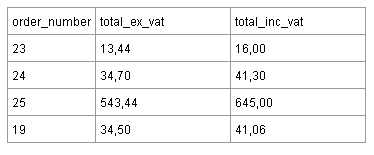 order_number total_ex_vat total_inc_vat
23 13,44 16,00
24 34,70 41,30
25 543,44 645,00
19 34,50 41,06